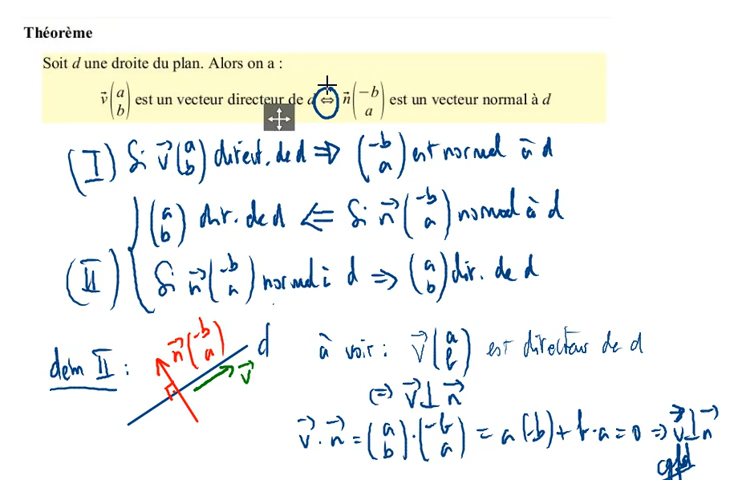 Théorème
Soit d une droite du plan. Alors on a :
v⃗(a b) est un vecteur directeur de d ⇔ n⃗(-b a) est un vecteur normal à d
(I) Si v⃗(a b) direct. de d ⇒ (-b a) est normal à d
(a b) dir. de d ⇐ Si n⃗(-b a) normal à d
(II) Si n⃗(-b a) normal à d ⇒ (a b) dir. de d
dem II :
n⃗(-b a)
d
v⃗
à voir : v⃗(a b) est directeur de d
⇔ v⃗ ⊥ n⃗
v⃗ · n⃗ = (a b) · (-b a) = a(-b) + b·a = 0 ⇒ v⃗ ⊥ n⃗
cqfd